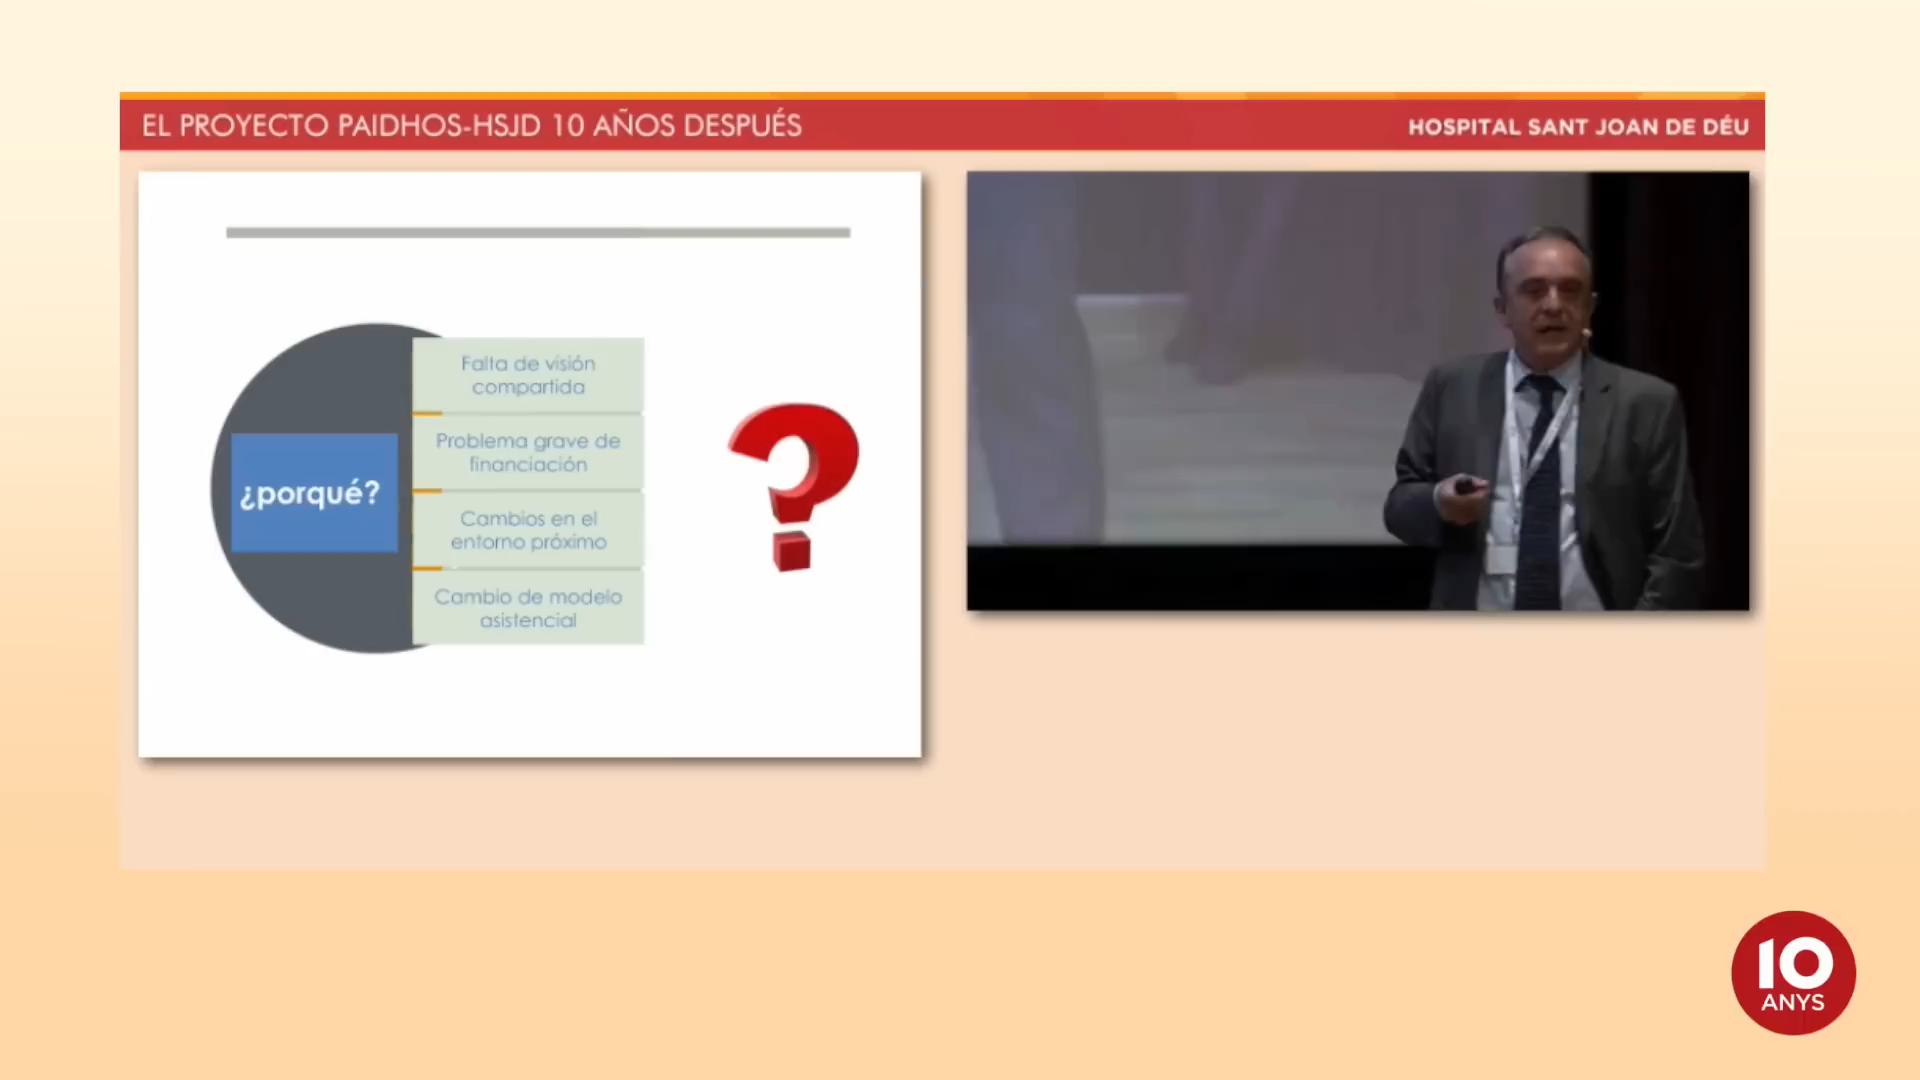 EL PROYECTO PAIDHOS-HSJD 10 AÑOS DESPUÉS
HOSPITAL SANT JOAN DE DÉU
¿porqué?
Falta de visión
compartida
Problema grave de
financiación
Cambios en el
entorno próximo
Cambio de modelo
asistencial
?
10
ANYS